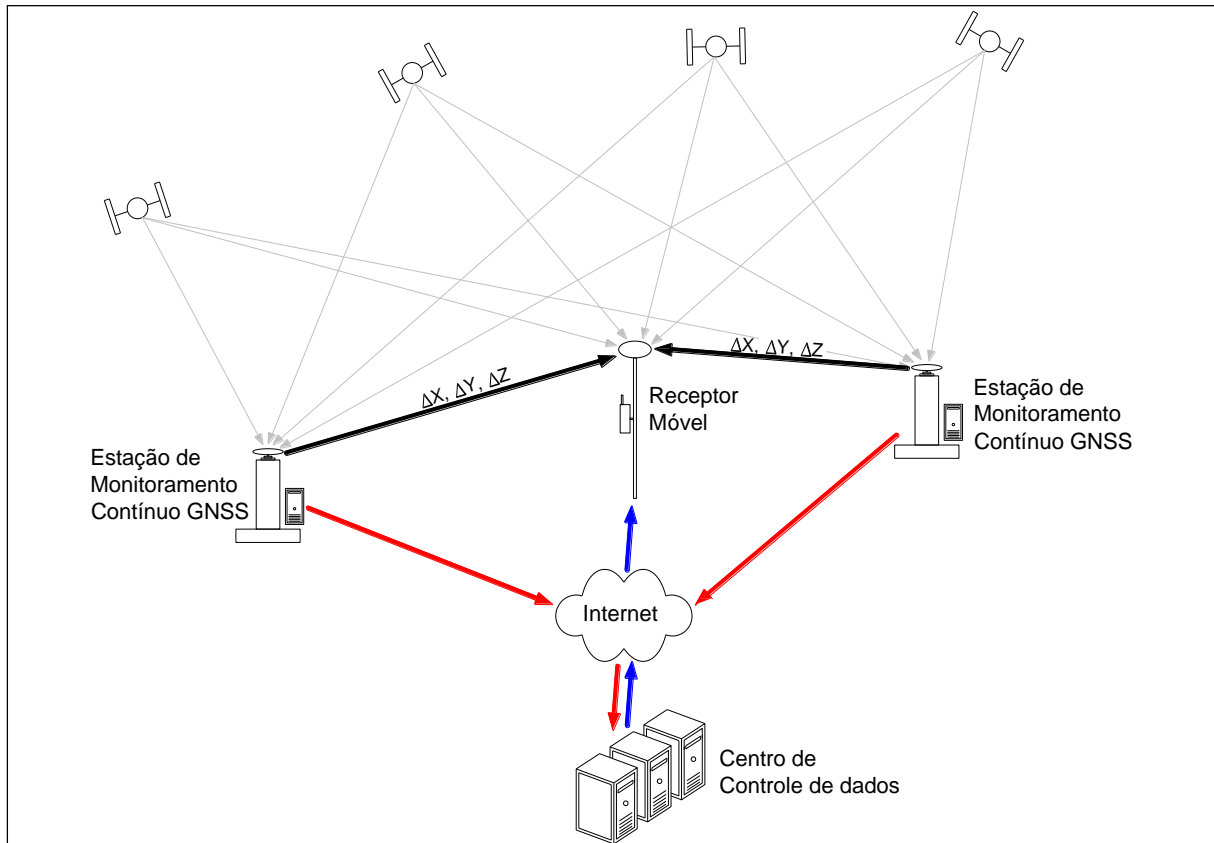 ΔX, ΔY, ΔZ
ΔX, ΔY, ΔZ
Receptor
Móvel
Estação de
Monitoramento
Contínuo GNSS
Estação de
Monitoramento
Contínuo GNSS
Internet
Centro de
Controle de dados